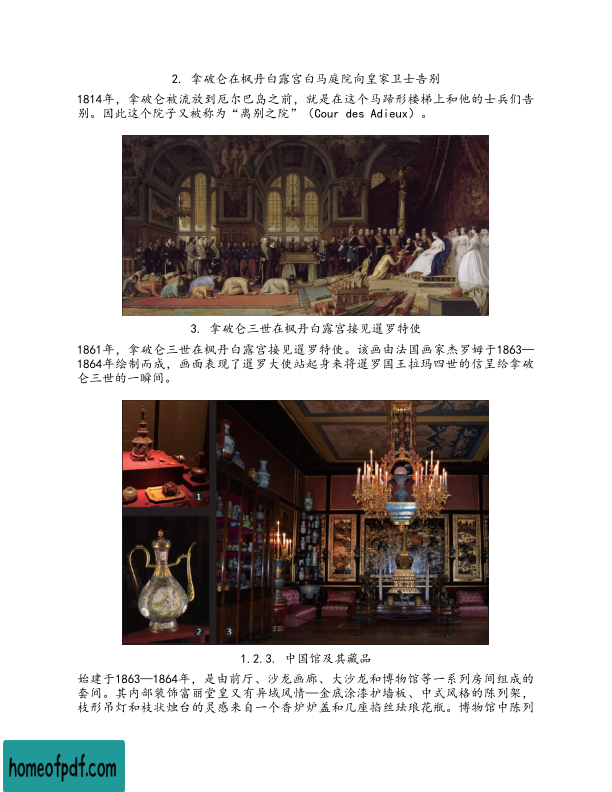 2. 拿破仑在枫丹白露宫白马庭院向皇家卫士告别
1814年，拿破仑被流放到厄尔巴岛之前，就是在这个马蹄形楼梯上和他的士兵们告
别。因此这个院子又被称为“离别之院”（Cour des Adieux）。
3. 拿破仑三世在枫丹白露宫接见暹罗特使
1861年，拿破仑三世在枫丹白露宫接见暹罗特使。该画由法国画家杰罗姆于1863—
1864年绘制而成，画面表现了暹罗大使站起身来将暹罗国王拉玛四世的信呈给拿破
仑三世的一瞬间。
1
2
3
1.2.3. 中国馆及其藏品
始建于1863—1864年，是由前厅、沙龙画廊、大沙龙和博物馆等一系列房间组成的
套间。其内部装饰富丽堂皇又有异域风情—金底涂漆护墙板、中式风格的陈列架，
枝形吊灯和枝状烛台的灵感来自一个香炉炉盖和几座掐丝珐琅花瓶。博物馆中陈列
homeofpdf.com